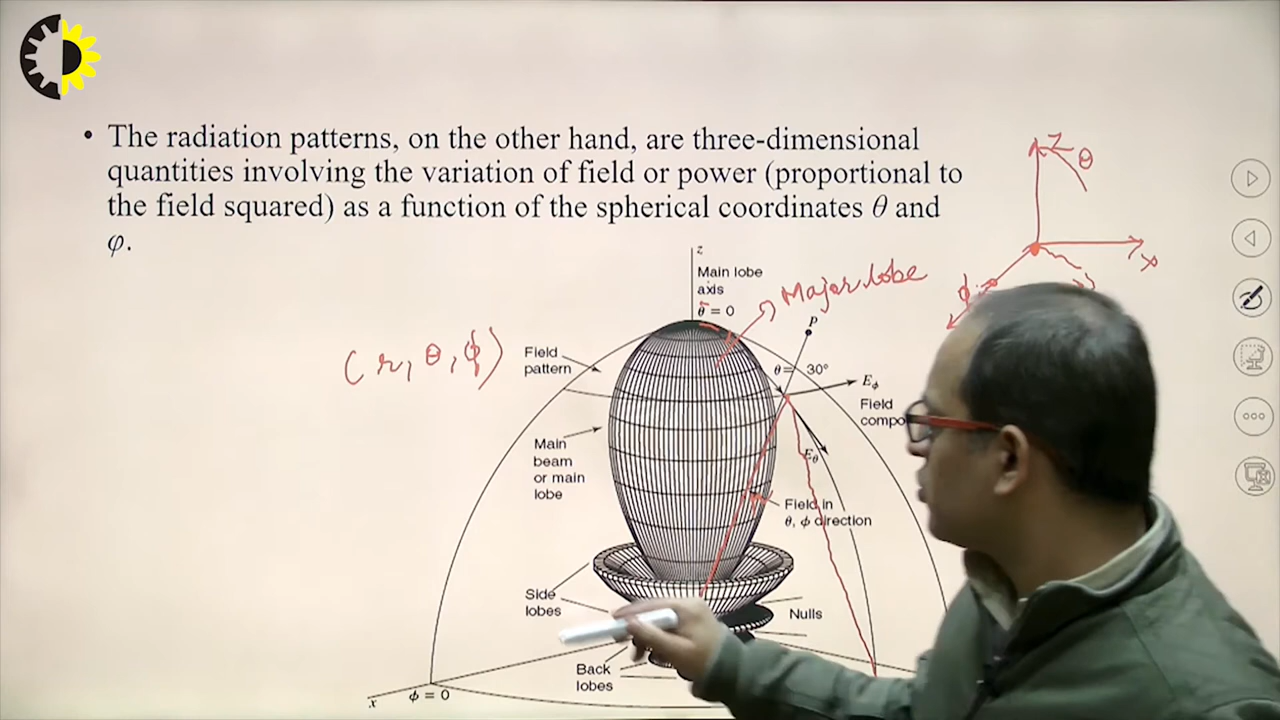 • The radiation patterns, on the other hand, are three-dimensional
quantities involving the variation of field or power (proportional to
the field squared) as a function of the spherical coordinates θ and
φ.
Z
θ
x
ϕ
z
Main lobe
axis
θ = 0
Major lobe
P
(r, θ, ϕ)
Field
pattern
θ = 30°
Eϕ
Field
compo
Main
beam
or main
lobe
Eθ
Field in
θ, ϕ direction
Side
lobes
Nulls
Back
lobes
x
ϕ = 0